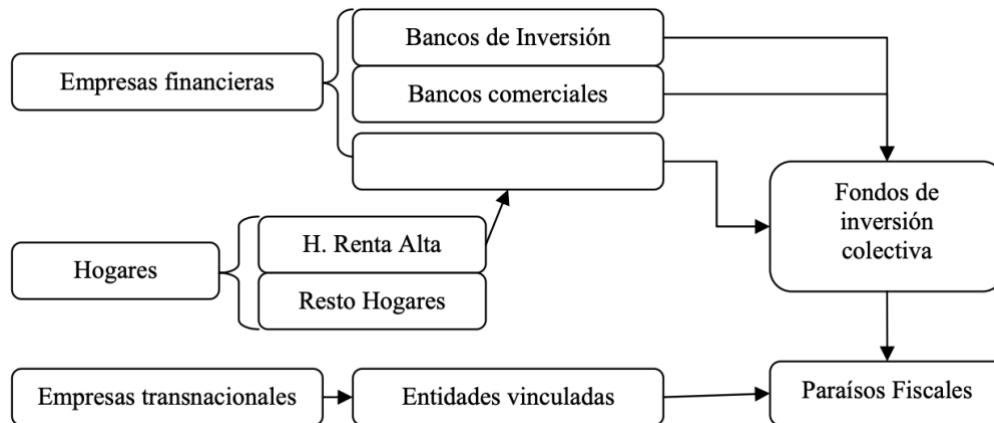 Bancos de Inversión
Empresas financieras
Bancos comerciales
Fondos de
inversión
colectiva
H. Renta Alta
Hogares
Resto Hogares
Empresas transnacionales
Entidades vinculadas
Paraísos Fiscales